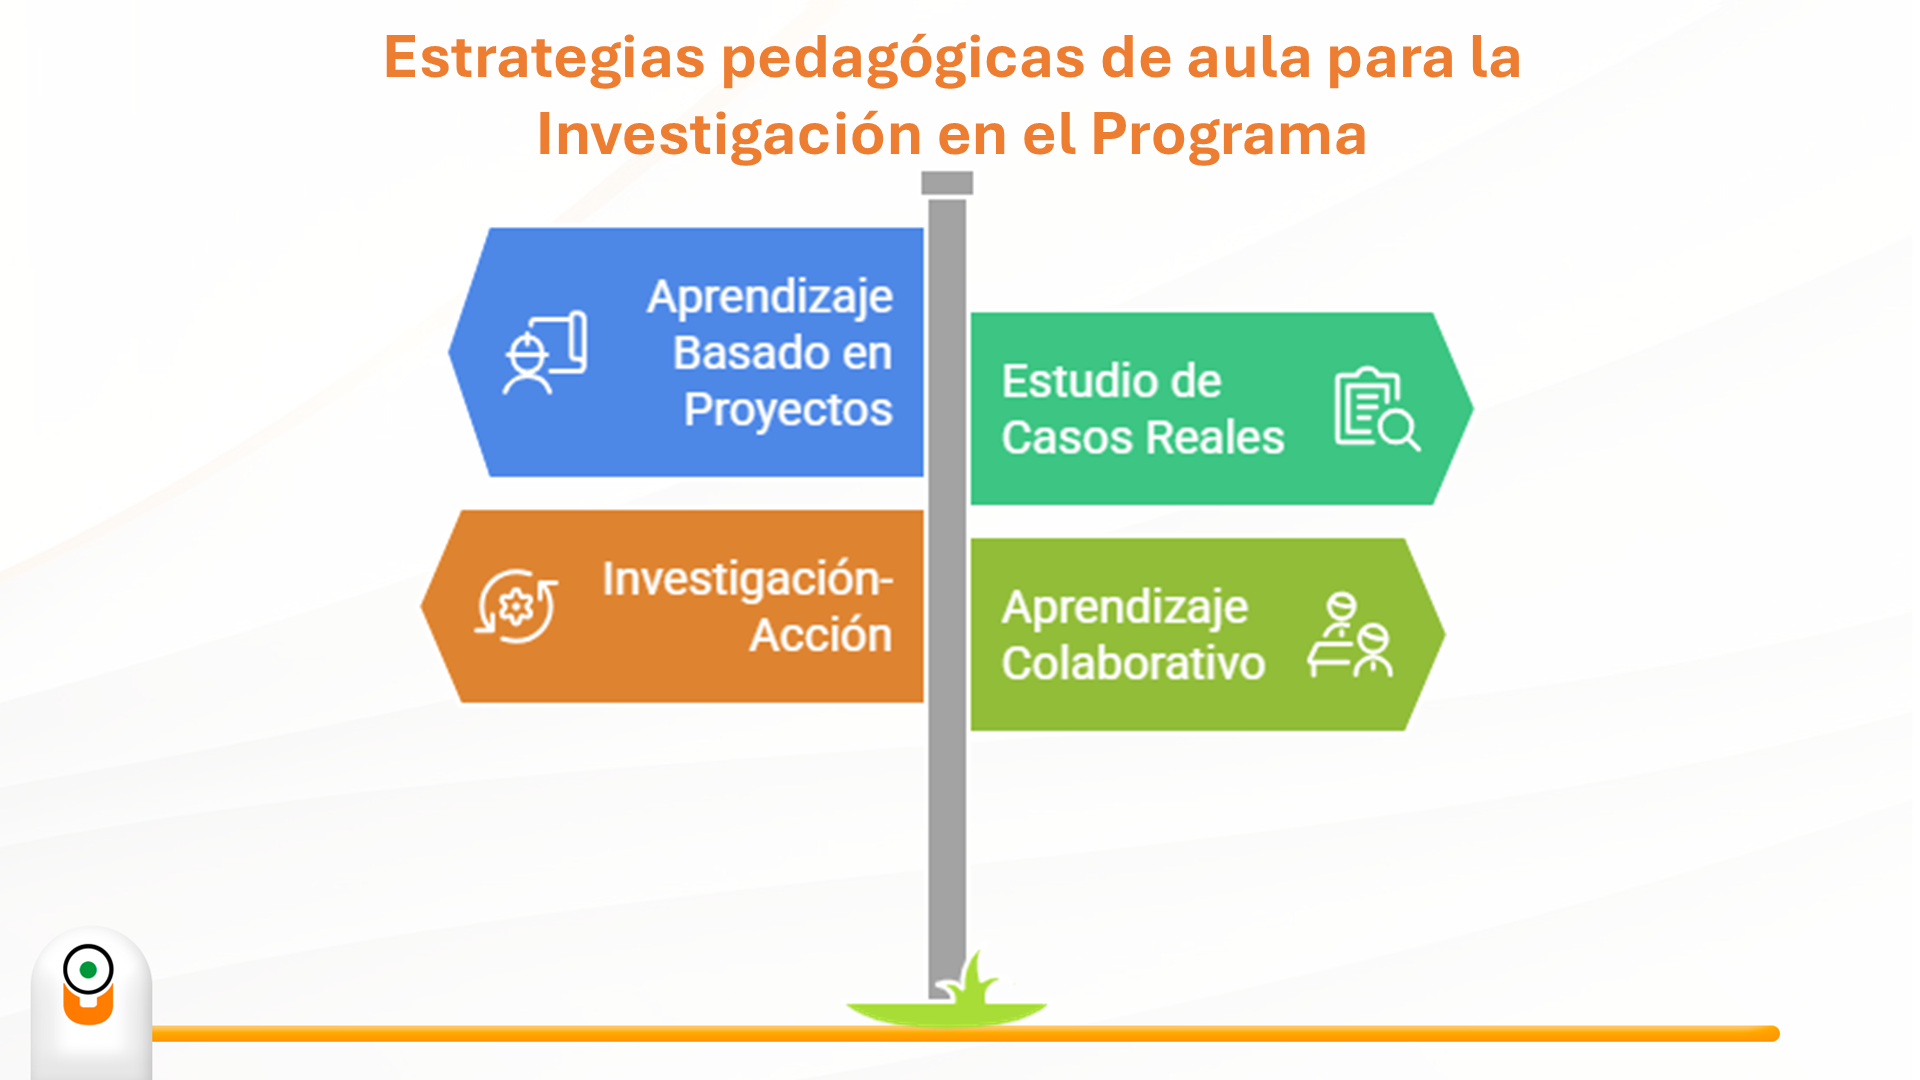 Estrategias pedagógicas de aula para la
Investigación en el Programa
Aprendizaje
Basado en
Proyectos
Estudio de
Casos Reales
Investigación-
Acción
Aprendizaje
Colaborativo